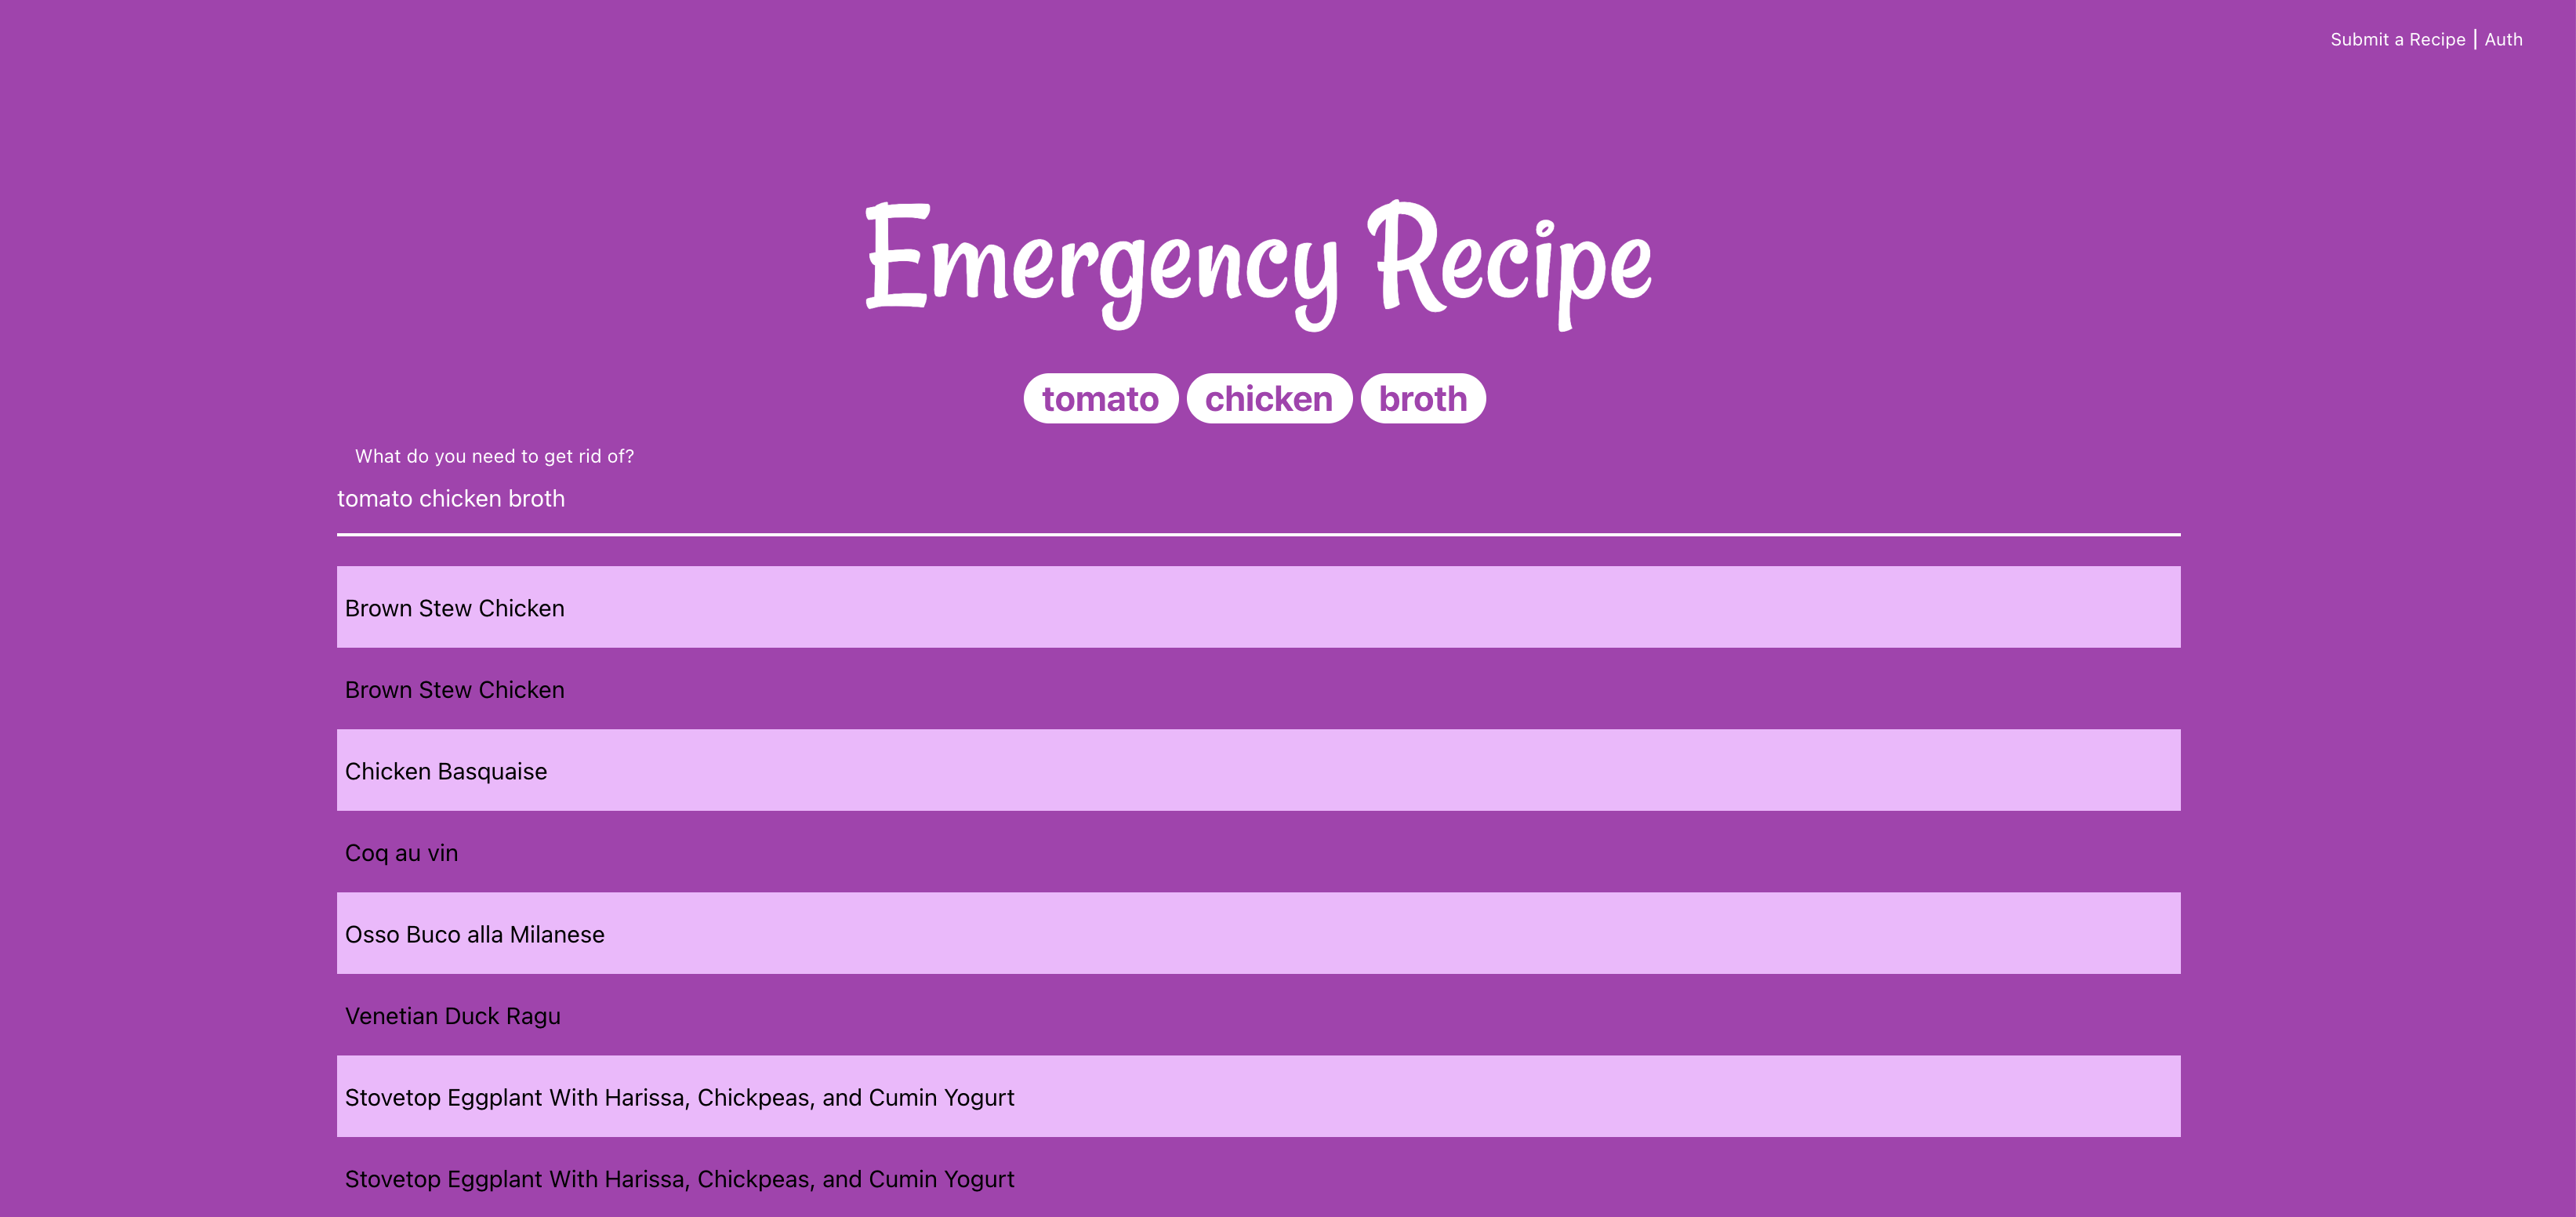 Submit a Recipe | Auth
Emergency Recipe
tomato chicken broth
What do you need to get rid of?
tomato chicken broth
Brown Stew Chicken
Brown Stew Chicken
Chicken Basquaise
Coq au vin
Osso Buco alla Milanese
Venetian Duck Ragu
Stovetop Eggplant With Harissa, Chickpeas, and Cumin Yogurt
Stovetop Eggplant With Harissa, Chickpeas, and Cumin Yogurt